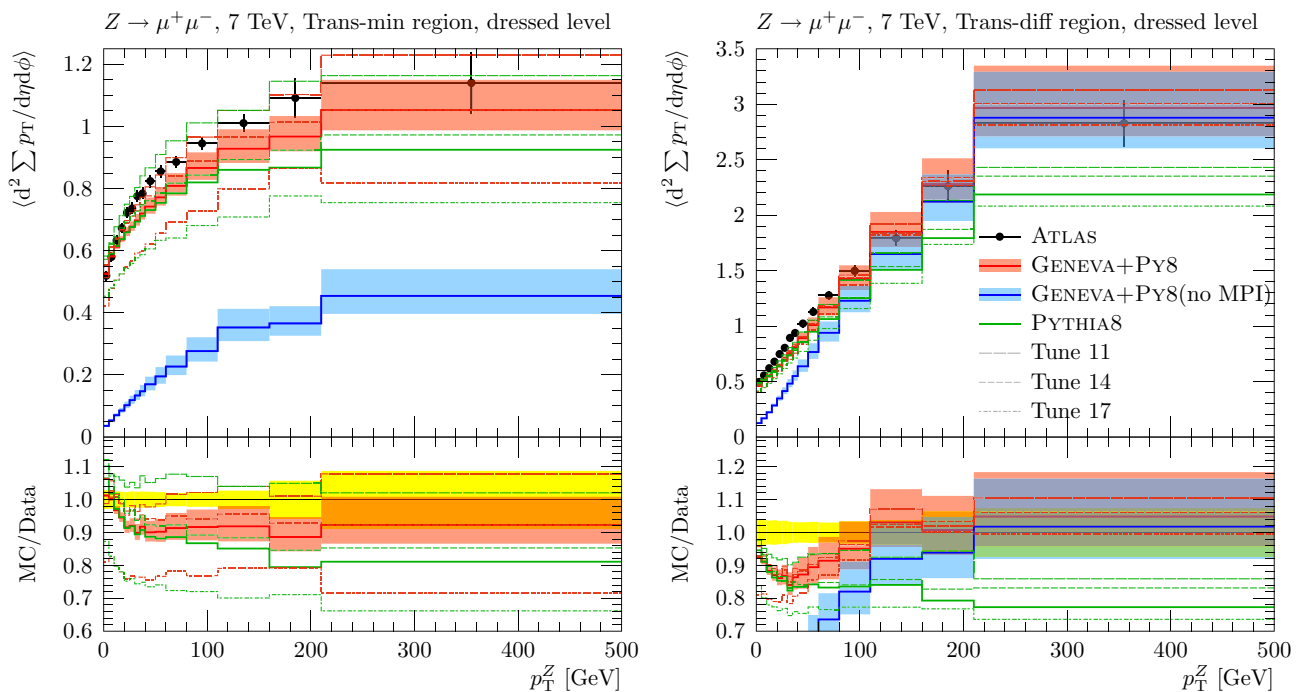 Z → μ⁺μ⁻, 7 TeV, Trans-min region, dressed level
⟨d² ∑ p_T/dηdϕ⟩
1.2
1
0.8
0.6
0.4
0.2
0
MC/Data
1.1
1.0
0.9
0.8
0.7
0.6
0 100 200 300 400 500
p_T^Z [GeV]
Z → μ⁺μ⁻, 7 TeV, Trans-diff region, dressed level
⟨d² ∑ p_T/dηdϕ⟩
3.5
3
2.5
2
1.5
1
0.5
0
ATLAS
GENEVA+PY8
GENEVA+PY8(no MPI)
PYTHIA8
Tune 11
Tune 14
Tune 17
MC/Data
1.2
1.1
1.0
0.9
0.8
0.7
0 100 200 300 400 500
p_T^Z [GeV]